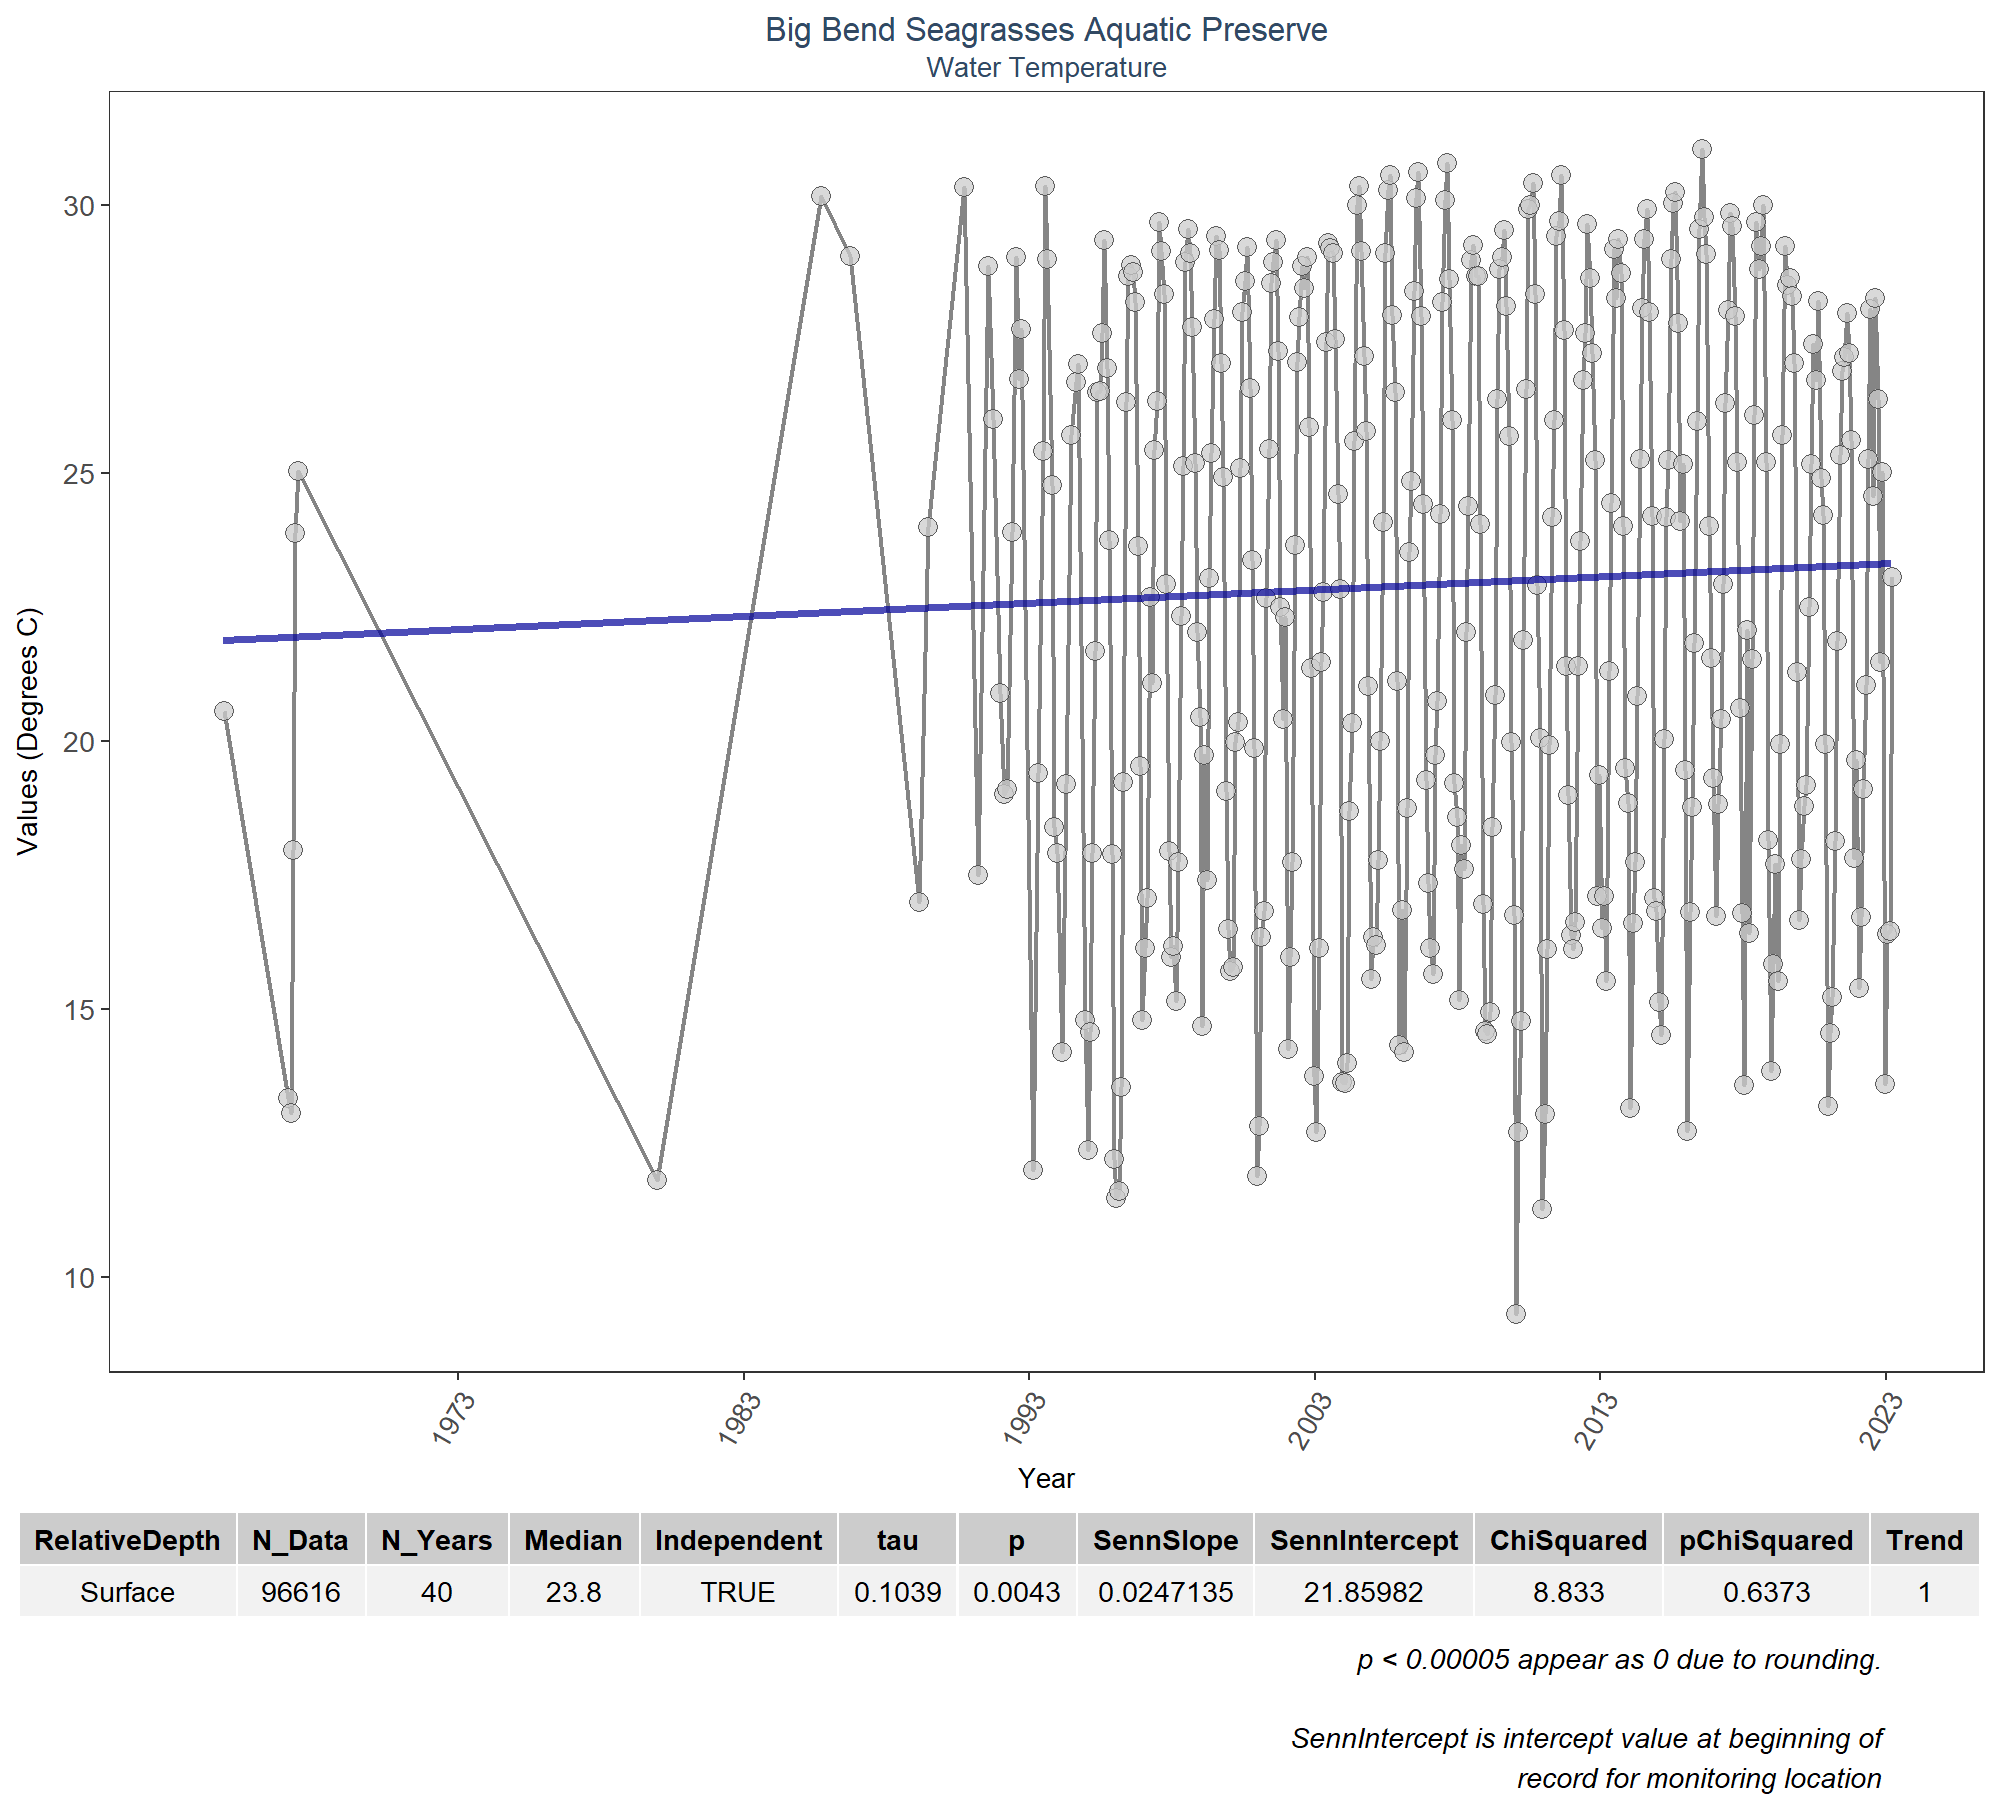 Big Bend Seagrasses Aquatic Preserve
Water Temperature
Values (Degrees C)
30
25
20
15
10
1973
1983
1993
2003
2013
2023
Year
RelativeDepth N_Data N_Years Median Independent tau p SennSlope SennIntercept ChiSquared pChiSquared Trend
Surface 96616 40 23.8 TRUE 0.1039 0.0043 0.0247135 21.85982 8.833 0.6373 1
p < 0.00005 appear as 0 due to rounding.
SennIntercept is intercept value at beginning of
record for monitoring location